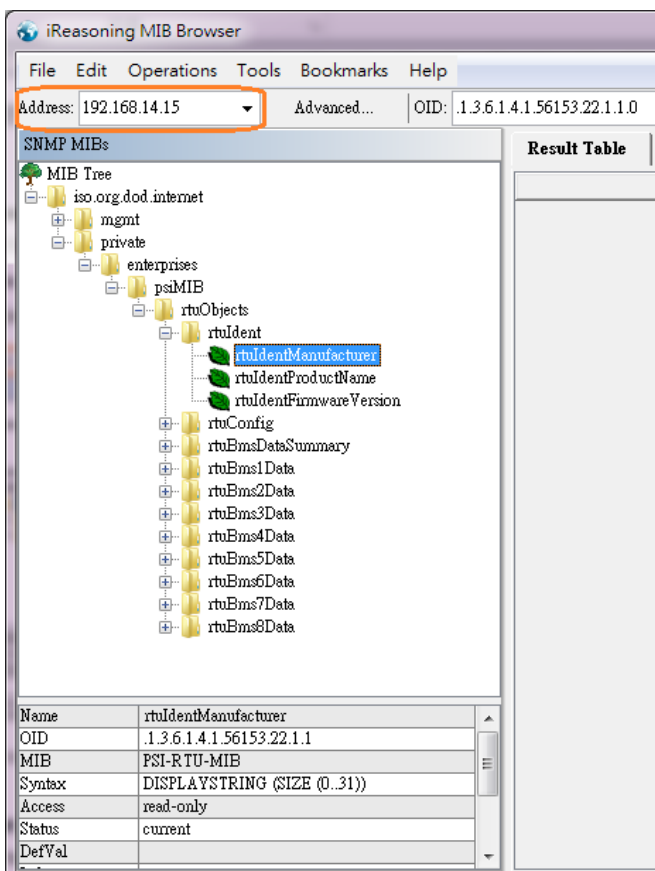 iReasoning MIB Browser
File Edit Operations Tools Bookmarks Help
Address: 192.168.14.15 Advanced... OID: .1.3.6.1.4.1.56153.22.1.1.0
SNMP MIBs
Result Table
MIB Tree
iso.org.dod.internet
mgmt
private
enterprises
psiMIB
rtuObjects
rtuIdent
rtuIdentManufacturer
rtuIdentProductName
rtuIdentFirmwareVersion
rtuConfig
rtuBmsDataSummary
rtuBms1Data
rtuBms2Data
rtuBms3Data
rtuBms4Data
rtuBms5Data
rtuBms6Data
rtuBms7Data
rtuBms8Data
Name rtuIdentManufacturer
OID .1.3.6.1.4.1.56153.22.1.1
MIB PSI-RTU-MIB
Syntax DISPLAYSTRING (SIZE (0..31))
Access read-only
Status current
DefVal